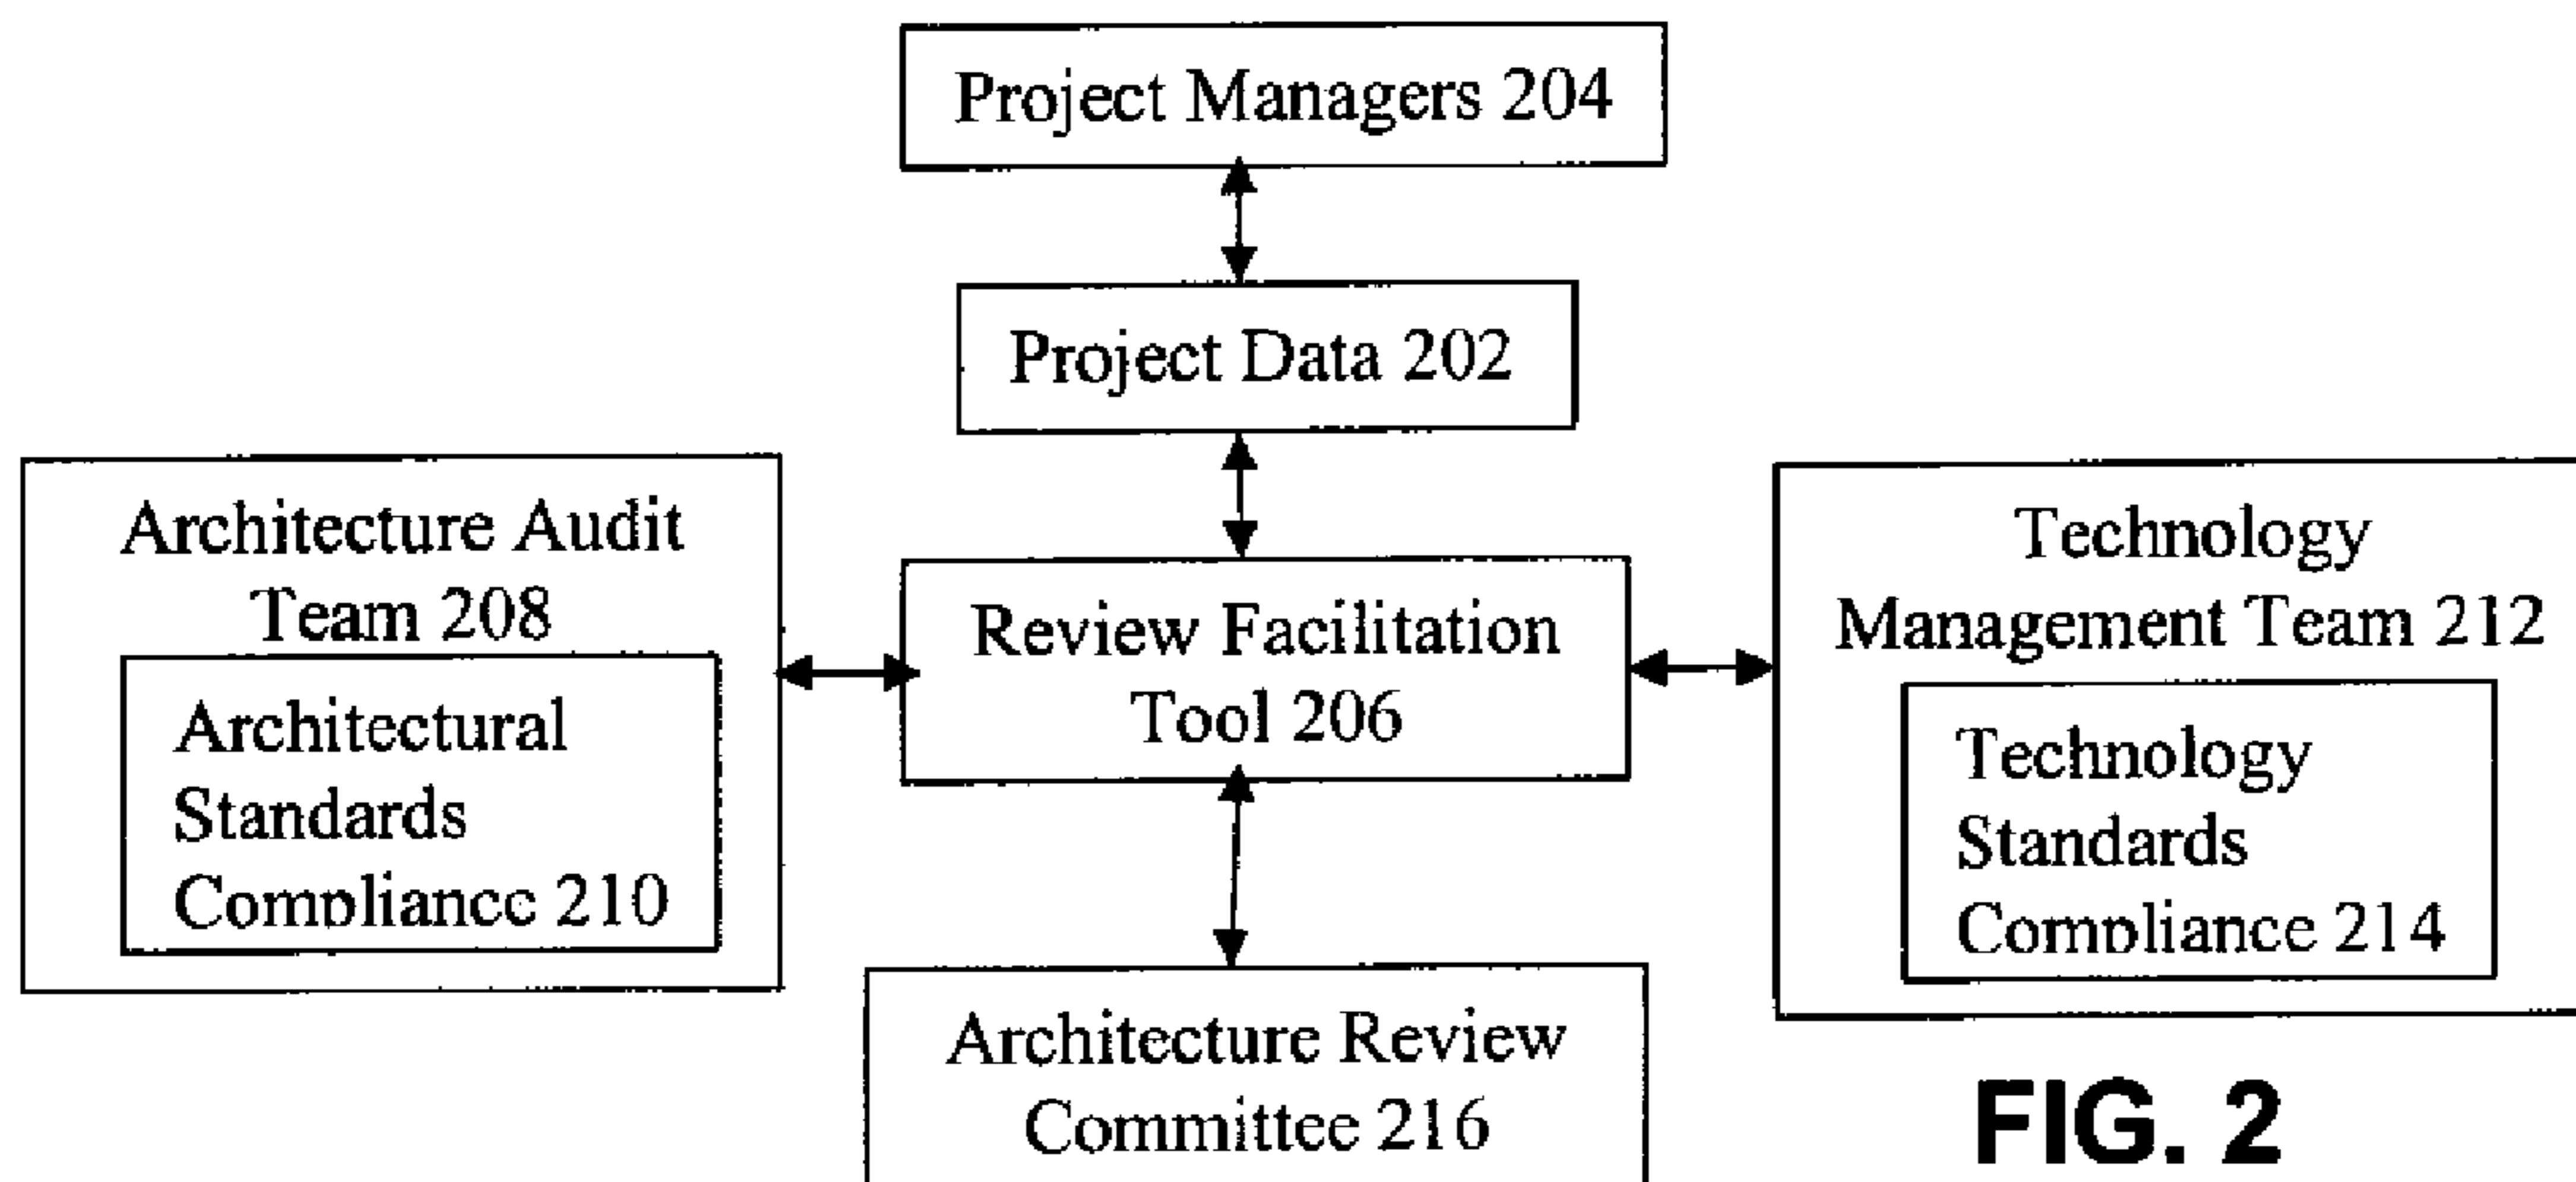 Project Managers 204
Project Data 202
Architecture Audit
Team 208
Architectural
Standards
Compliance 210
Review Facilitation
Tool 206
Technology
Management Team 212
Technology
Standards
Compliance 214
Architecture Review
Committee 216
FIG. 2